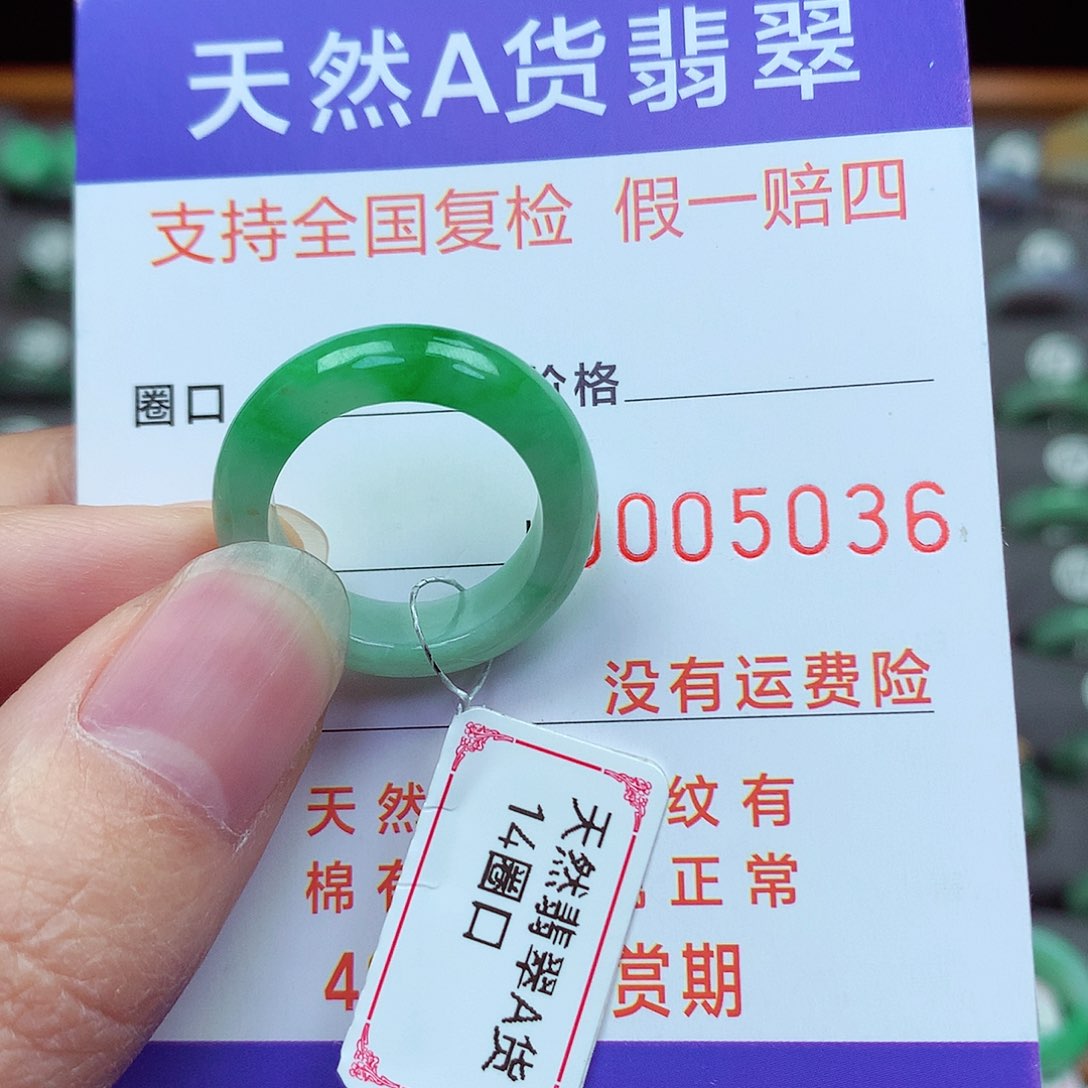 天然A货翡翠
支持全国复检 假一赔四
圈口 价格
005036
没有运费险
天然 纹有
棉 正常
4 赏期
天然翡翠A货
14圈口